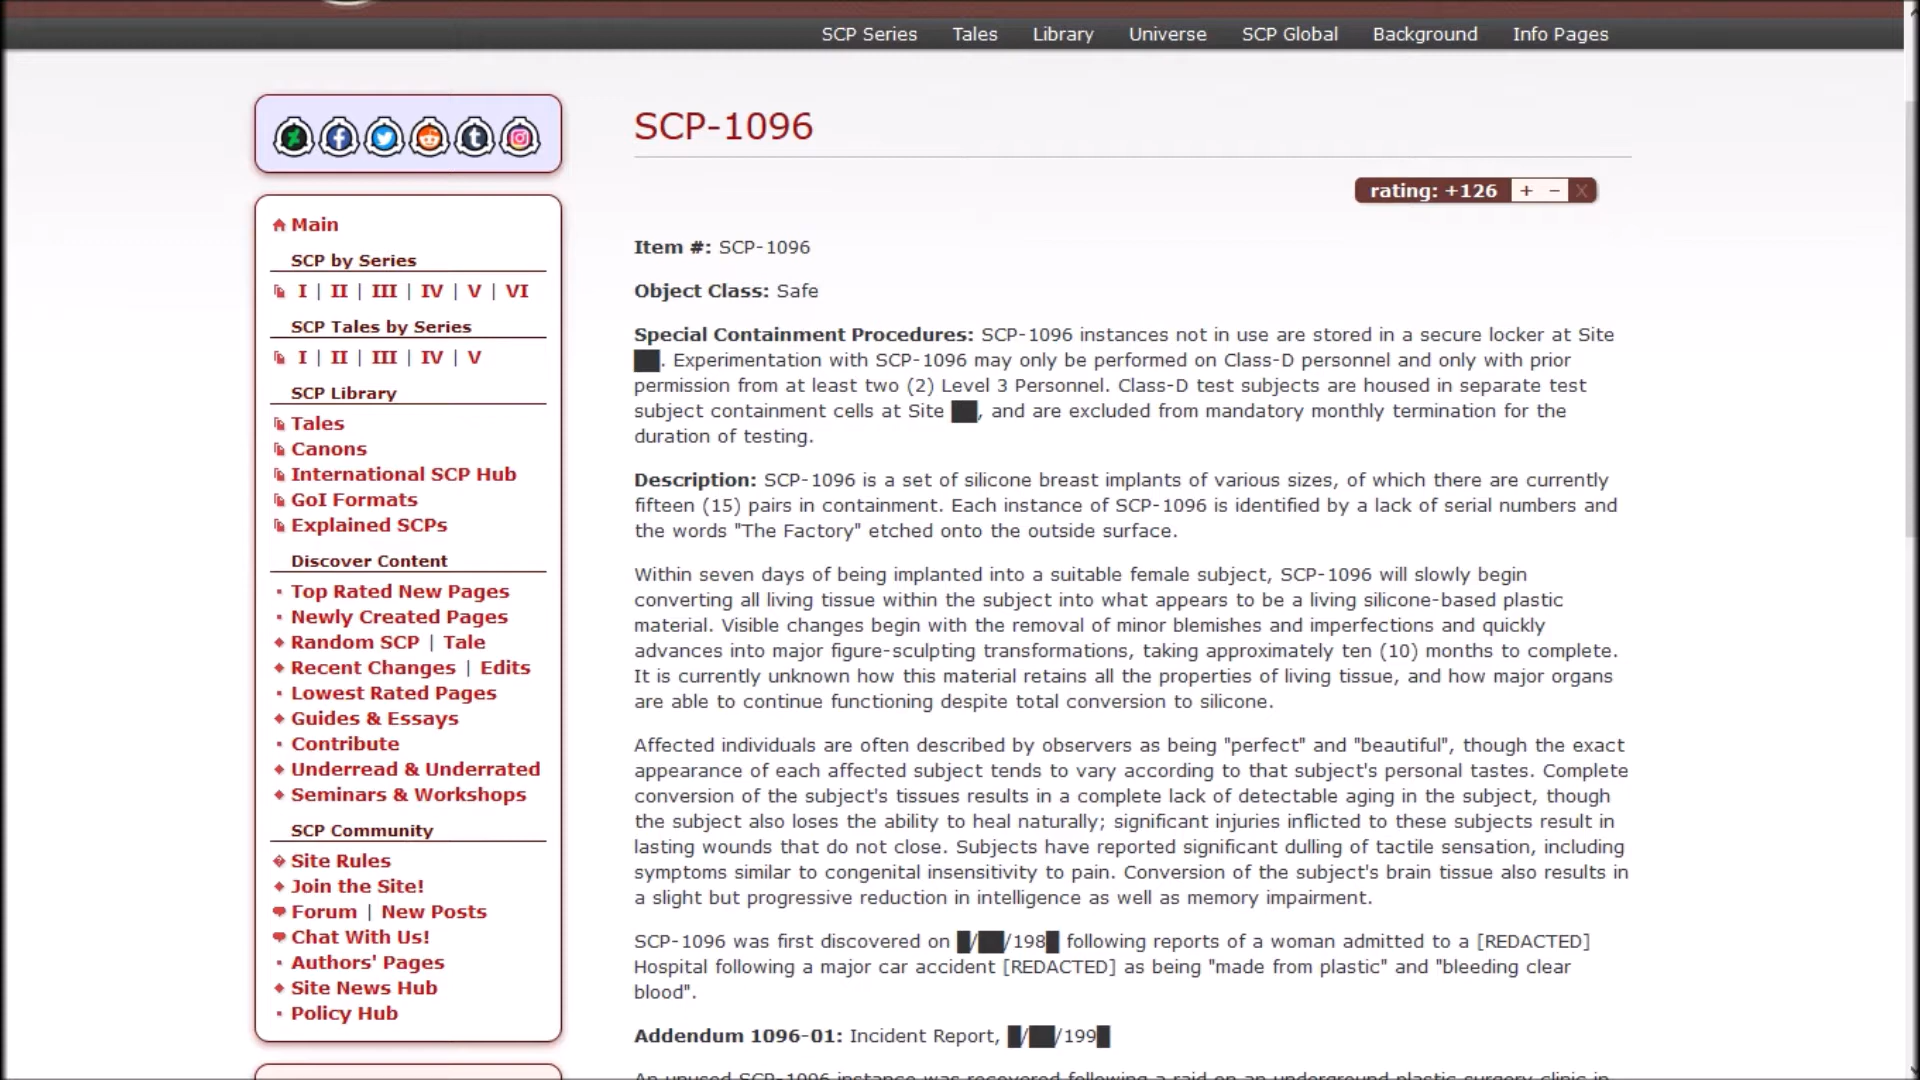 SCP Series Tales Library Universe SCP Global Background Info Pages
SCP-1096
rating: +126 + − X
Main
SCP by Series
I | II | III | IV | V | VI
SCP Tales by Series
I | II | III | IV | V
SCP Library
Tales
Canons
International SCP Hub
GoI Formats
Explained SCPs
Discover Content
Top Rated New Pages
Newly Created Pages
Random SCP | Tale
Recent Changes | Edits
Lowest Rated Pages
Guides & Essays
Contribute
Underread & Underrated
Seminars & Workshops
SCP Community
Site Rules
Join the Site!
Forum | New Posts
Chat With Us!
Authors' Pages
Site News Hub
Policy Hub
Item #: SCP-1096
Object Class: Safe
Special Containment Procedures: SCP-1096 instances not in use are stored in a secure locker at Site
██. Experimentation with SCP-1096 may only be performed on Class-D personnel and only with prior
permission from at least two (2) Level 3 Personnel. Class-D test subjects are housed in separate test
subject containment cells at Site ██, and are excluded from mandatory monthly termination for the
duration of testing.
Description: SCP-1096 is a set of silicone breast implants of various sizes, of which there are currently
fifteen (15) pairs in containment. Each instance of SCP-1096 is identified by a lack of serial numbers and
the words "The Factory" etched onto the outside surface.
Within seven days of being implanted into a suitable female subject, SCP-1096 will slowly begin
converting all living tissue within the subject into what appears to be a living silicone-based plastic
material. Visible changes begin with the removal of minor blemishes and imperfections and quickly
advances into major figure-sculpting transformations, taking approximately ten (10) months to complete.
It is currently unknown how this material retains all the properties of living tissue, and how major organs
are able to continue functioning despite total conversion to silicone.
Affected individuals are often described by observers as being "perfect" and "beautiful", though the exact
appearance of each affected subject tends to vary according to that subject's personal tastes. Complete
conversion of the subject's tissues results in a complete lack of detectable aging in the subject, though
the subject also loses the ability to heal naturally; significant injuries inflicted to these subjects result in
lasting wounds that do not close. Subjects have reported significant dulling of tactile sensation, including
symptoms similar to congenital insensitivity to pain. Conversion of the subject's brain tissue also results in
a slight but progressive reduction in intelligence as well as memory impairment.
SCP-1096 was first discovered on █/██/198█ following reports of a woman admitted to a [REDACTED]
Hospital following a major car accident [REDACTED] as being "made from plastic" and "bleeding clear
blood".
Addendum 1096-01: Incident Report, █/██/199█
An unused SCP-1096 instance was recovered following a raid on an underground plastic surgery clinic in